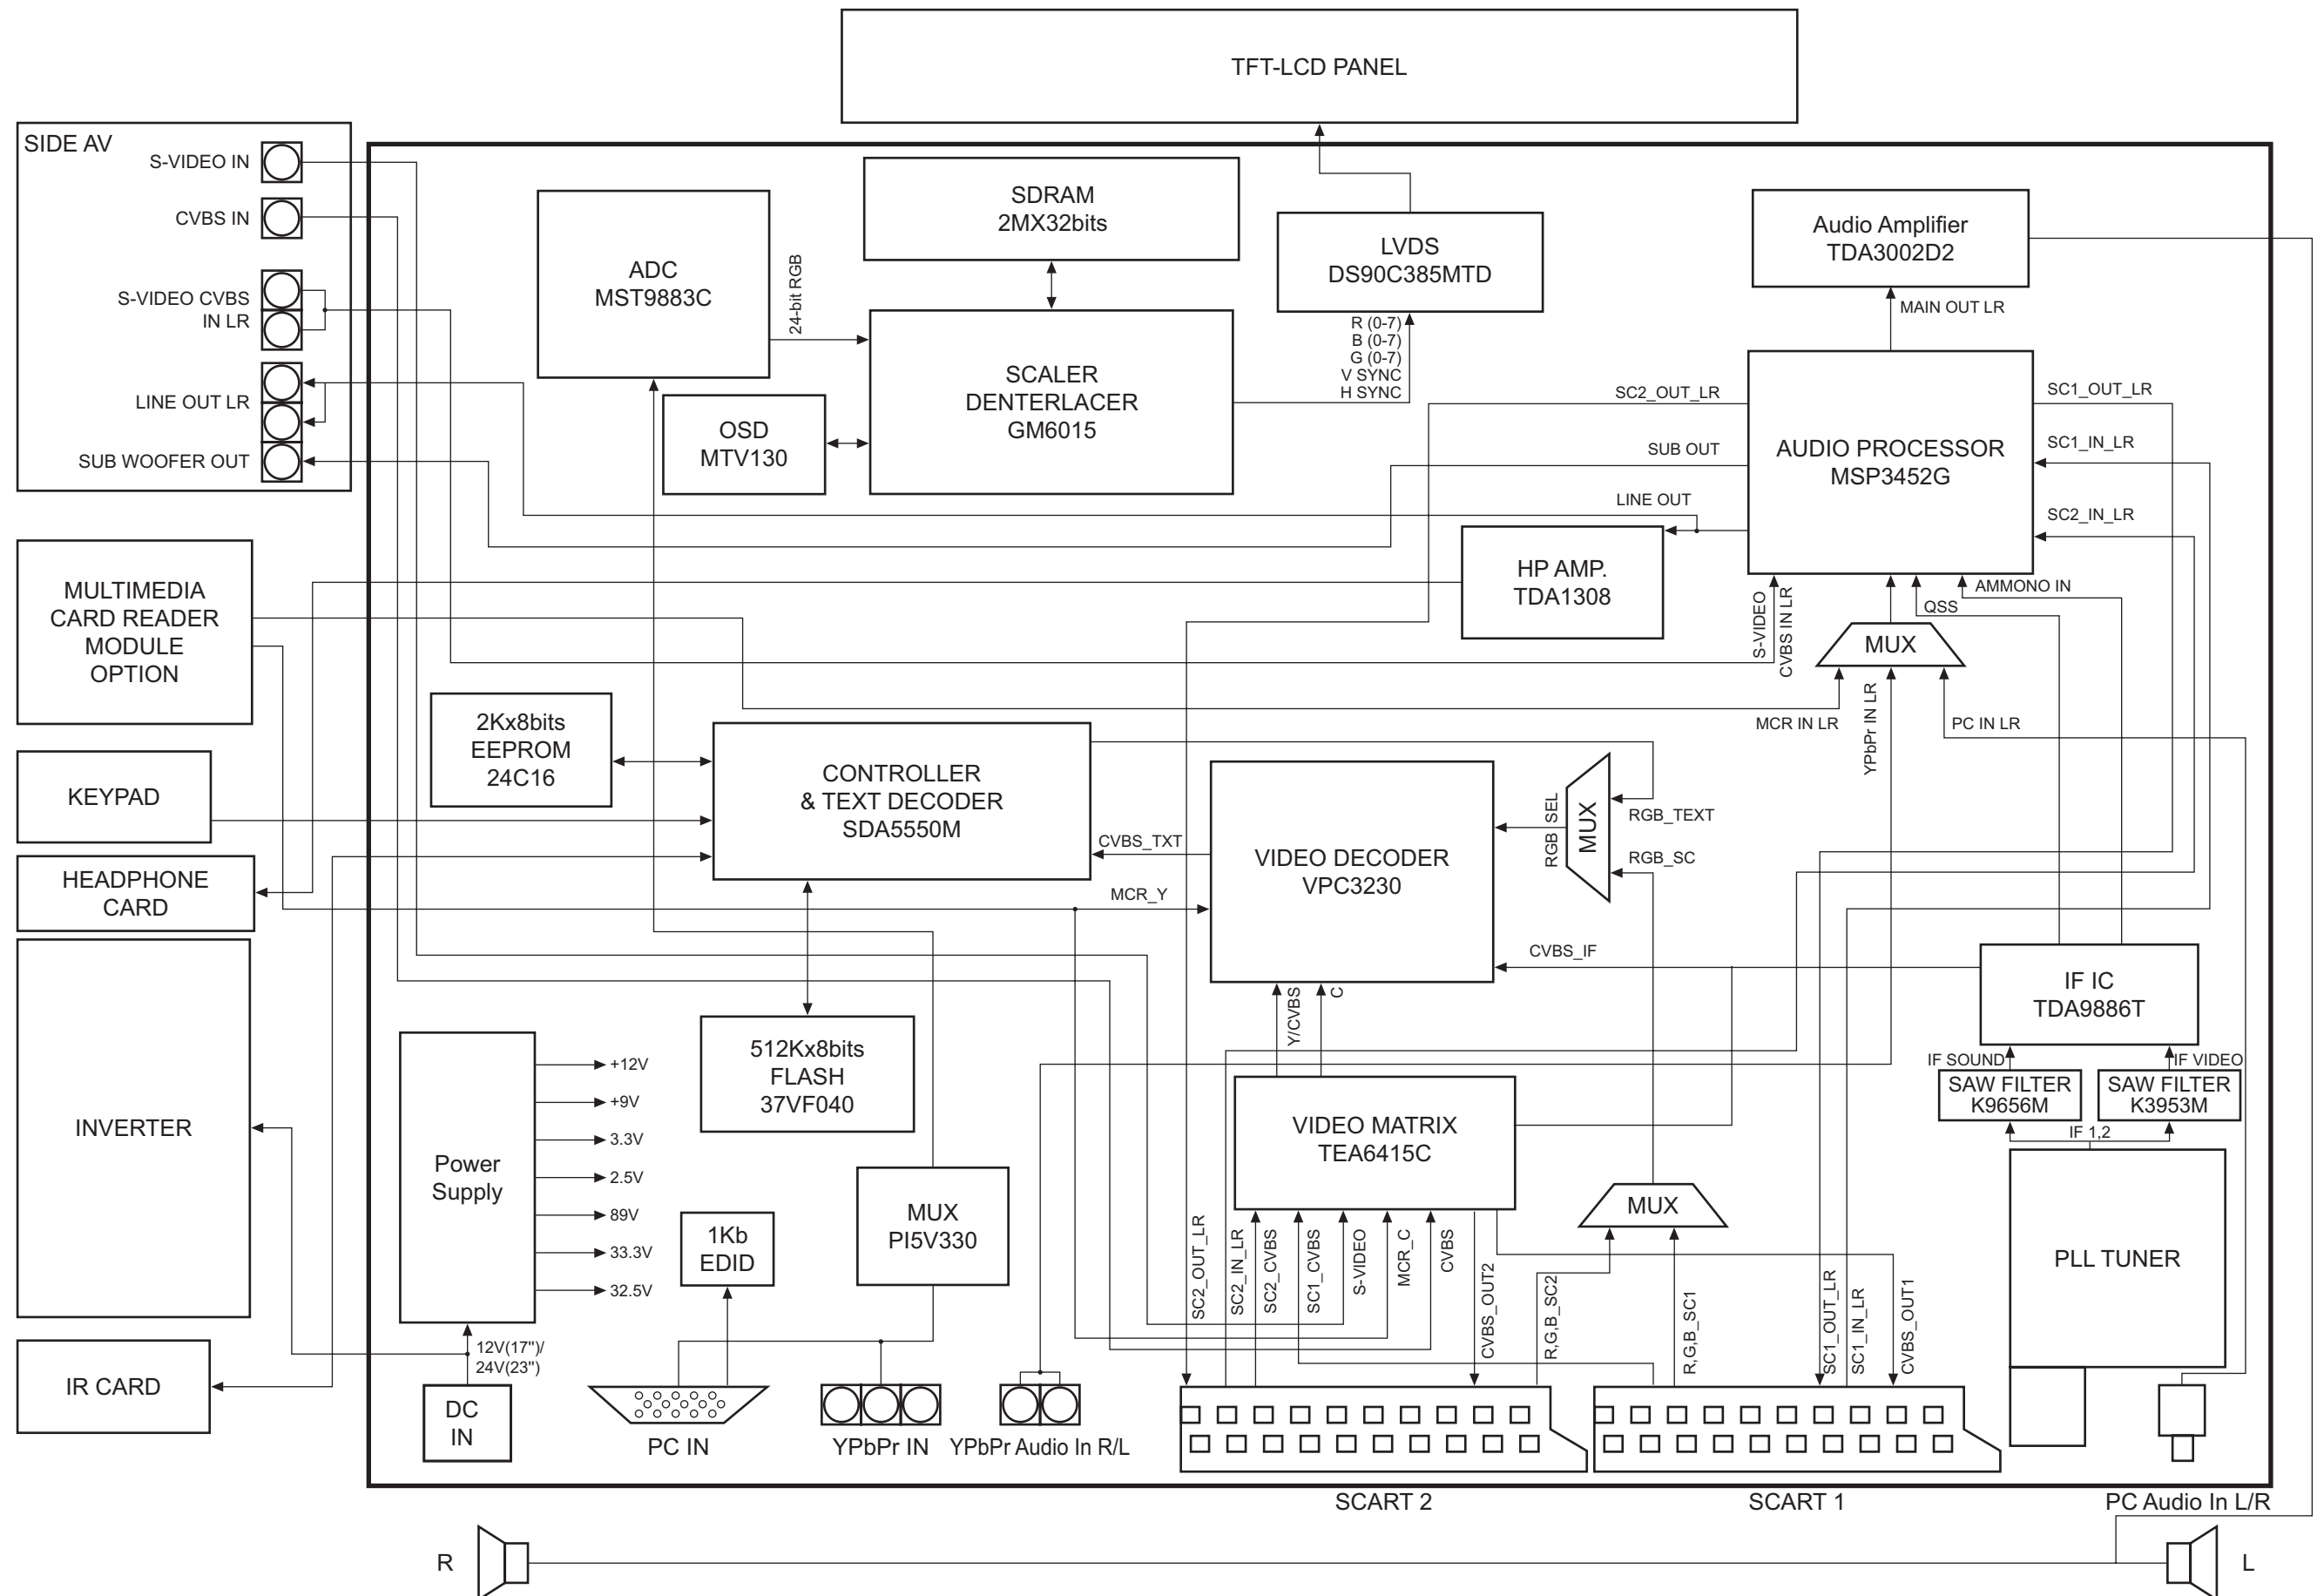 TFT-LCD PANEL
SIDE AV
S-VIDEO IN
CVBS IN
S-VIDEO CVBS
IN LR
LINE OUT LR
SUB WOOFER OUT
ADC
MST9883C
24-bit RGB
SDRAM
2MX32bits
LVDS
DS90C385MTD
R (0-7)
B (0-7)
G (0-7)
V SYNC
H SYNC
SCALER
DENTERLACER
GM6015
OSD
MTV130
Audio Amplifier
TDA3002D2
MAIN OUT LR
SC2_OUT_LR
SUB OUT
LINE OUT
AUDIO PROCESSOR
MSP3452G
SC1_OUT_LR
SC1_IN_LR
SC2_IN_LR
HP AMP.
TDA1308
S-VIDEO
CVBS IN LR
QSS
AMMONO IN
MUX
MCR IN LR
YPbPr IN LR
PC IN LR
MULTIMEDIA
CARD READER
MODULE
OPTION
KEYPAD
HEADPHONE
CARD
INVERTER
IR CARD
2Kx8bits
EEPROM
24C16
CONTROLLER
& TEXT DECODER
SDA5550M
CVBS_TXT
MCR_Y
VIDEO DECODER
VPC3230
RGB SEL
MUX
RGB_TEXT
RGB_SC
CVBS_IF
Y/CVBS
C
IF IC
TDA9886T
IF SOUND
IF VIDEO
SAW FILTER
K9656M
SAW FILTER
K3953M
IF 1,2
PLL TUNER
512Kx8bits
FLASH
37VF040
Power
Supply
+12V
+9V
3.3V
2.5V
89V
33.3V
32.5V
12V(17")/
24V(23")
DC
IN
1Kb
EDID
MUX
PI5V330
VIDEO MATRIX
TEA6415C
MUX
SC2_OUT_LR
SC2_IN_LR
SC2_CVBS
SC1_CVBS
S-VIDEO
MCR_C
CVBS
CVBS_OUT2
R,G,B_SC2
R,G,B_SC1
SC1_OUT_LR
SC1_IN_LR
CVBS_OUT1
PC IN
YPbPr IN
YPbPr Audio In R/L
SCART 2
SCART 1
PC Audio In L/R
R
L